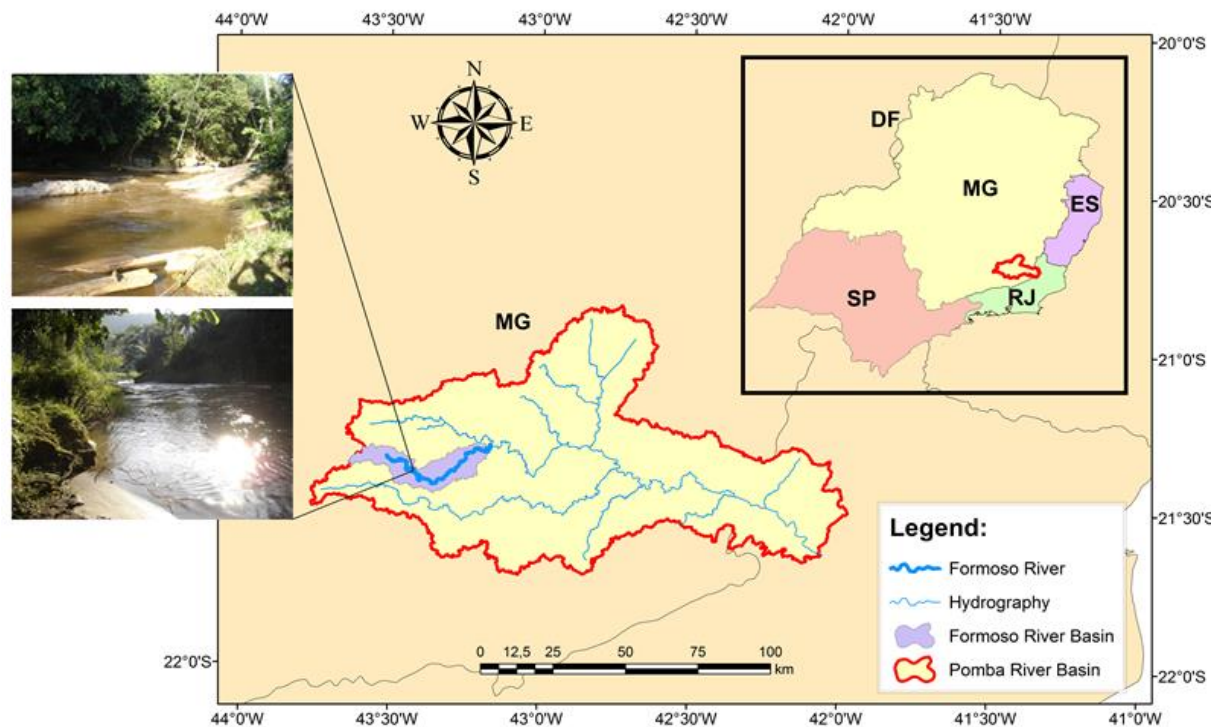 44°0'W 43°30'W 43°0'W 42°30'W 42°0'W 41°30'W
20°0'S
N
W E
S
DF
MG
ES
20°30'S
SP
RJ
MG
21°0'S
21°30'S
Legend:
Formoso River
Hydrography
Formoso River Basin
Pomba River Basin
0 12,5 25 50 75 100
km
22°0'S
22°0'S
44°0'W 43°30'W 43°0'W 42°30'W 42°0'W 41°30'W 41°0'W